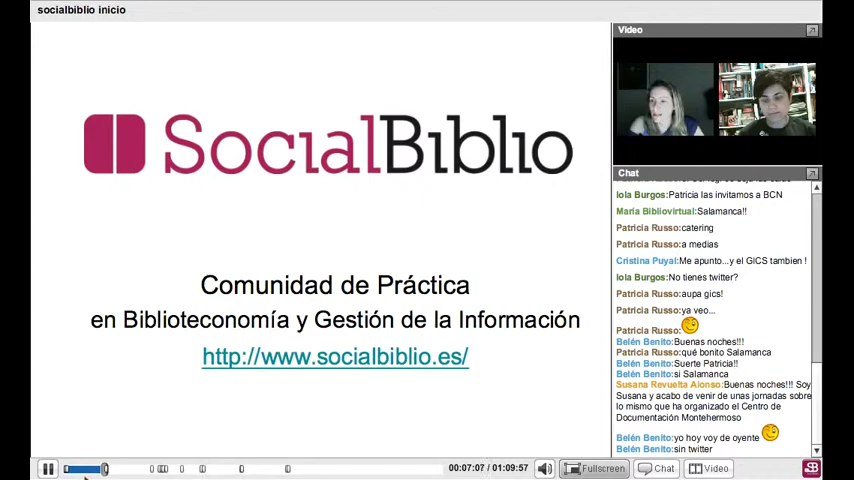 socialbiblio inicio
SocialBiblio
Comunidad de Práctica
en Biblioteconomía y Gestión de la Información
http://www.socialbiblio.es/
Video
Chat
lola Burgos:Patricia las invitamos a BCN
María Bibliovirtual:Salamanca!!
Patricia Russo:catering
Patricia Russo:a medias
Cristina Puyal:Me apunto...y el GICS tambien !
lola Burgos:No tienes twitter?
Patricia Russo:aupa gics!
Patricia Russo:ya veo...
Patricia Russo:
Belén Benito:Buenas noches!!!
Patricia Russo:qué bonito Salamanca
Belén Benito:Suerte Patricia!!
Belén Benito:si Salamanca
Susana Revuelta Alonso:Buenas noches!!! Soy
Susana y acabo de venir de unas jornadas sobre
lo mismo que ha organizado el Centro de
Documentación Montehermoso
Belén Benito:yo hoy voy de oyente
Belén Benito:sin twitter
00:07:07 / 01:09:57
Fullscreen
Chat
Video
SB